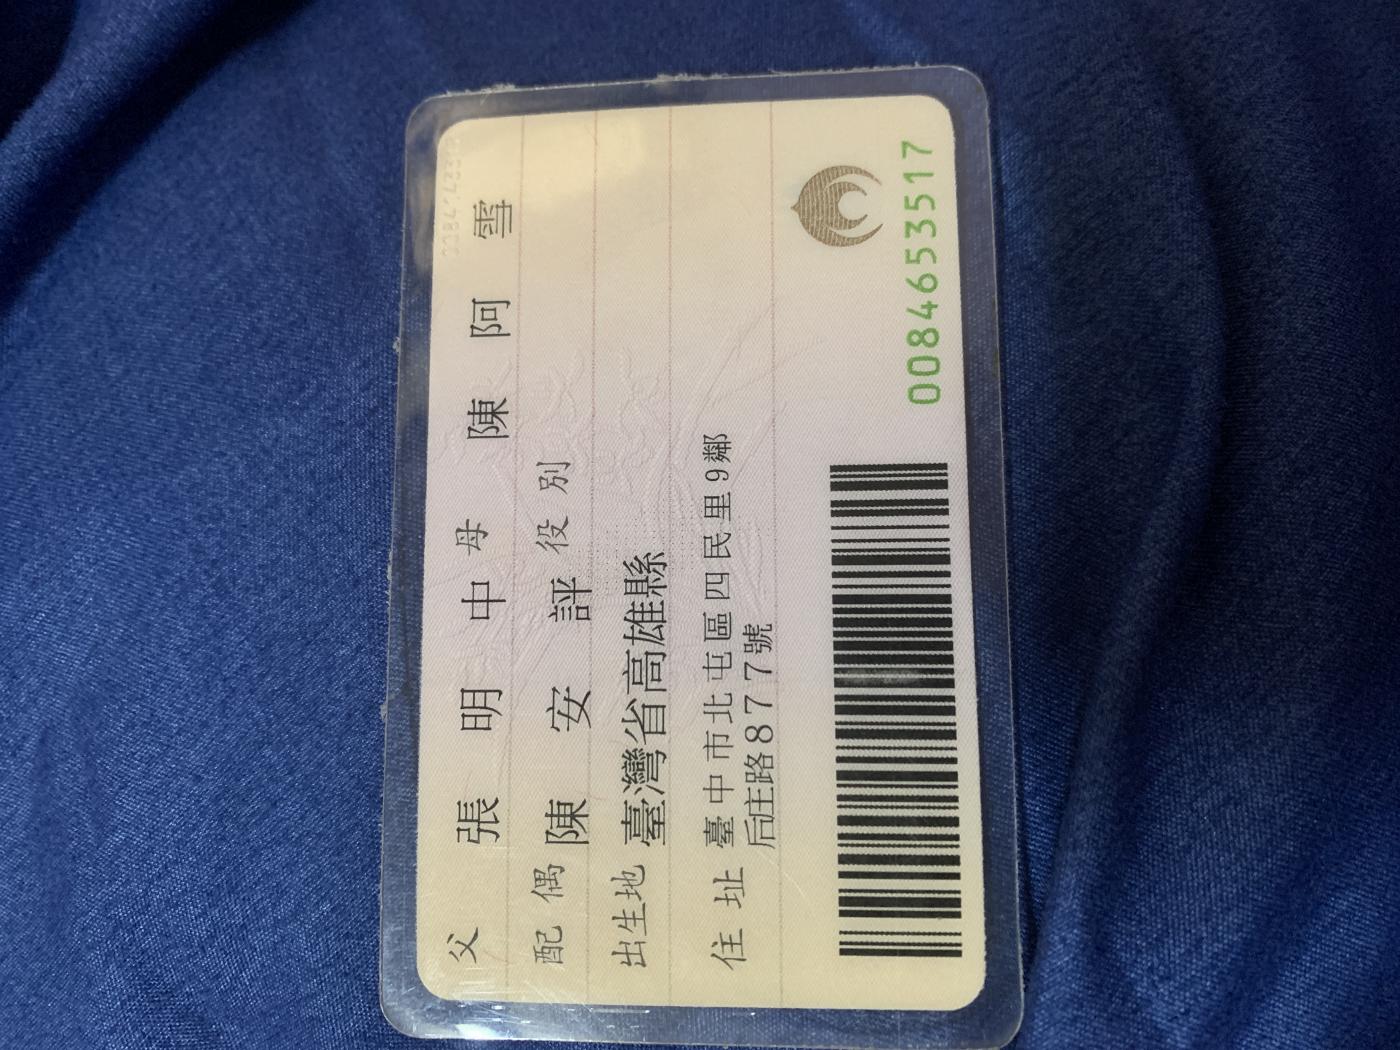 父 張明中 母 陳阿雪
配偶 陳安評 役別
出生地 臺灣省高雄縣
住址 臺中市北屯區四民里9鄰
后庄路877號
0084653517